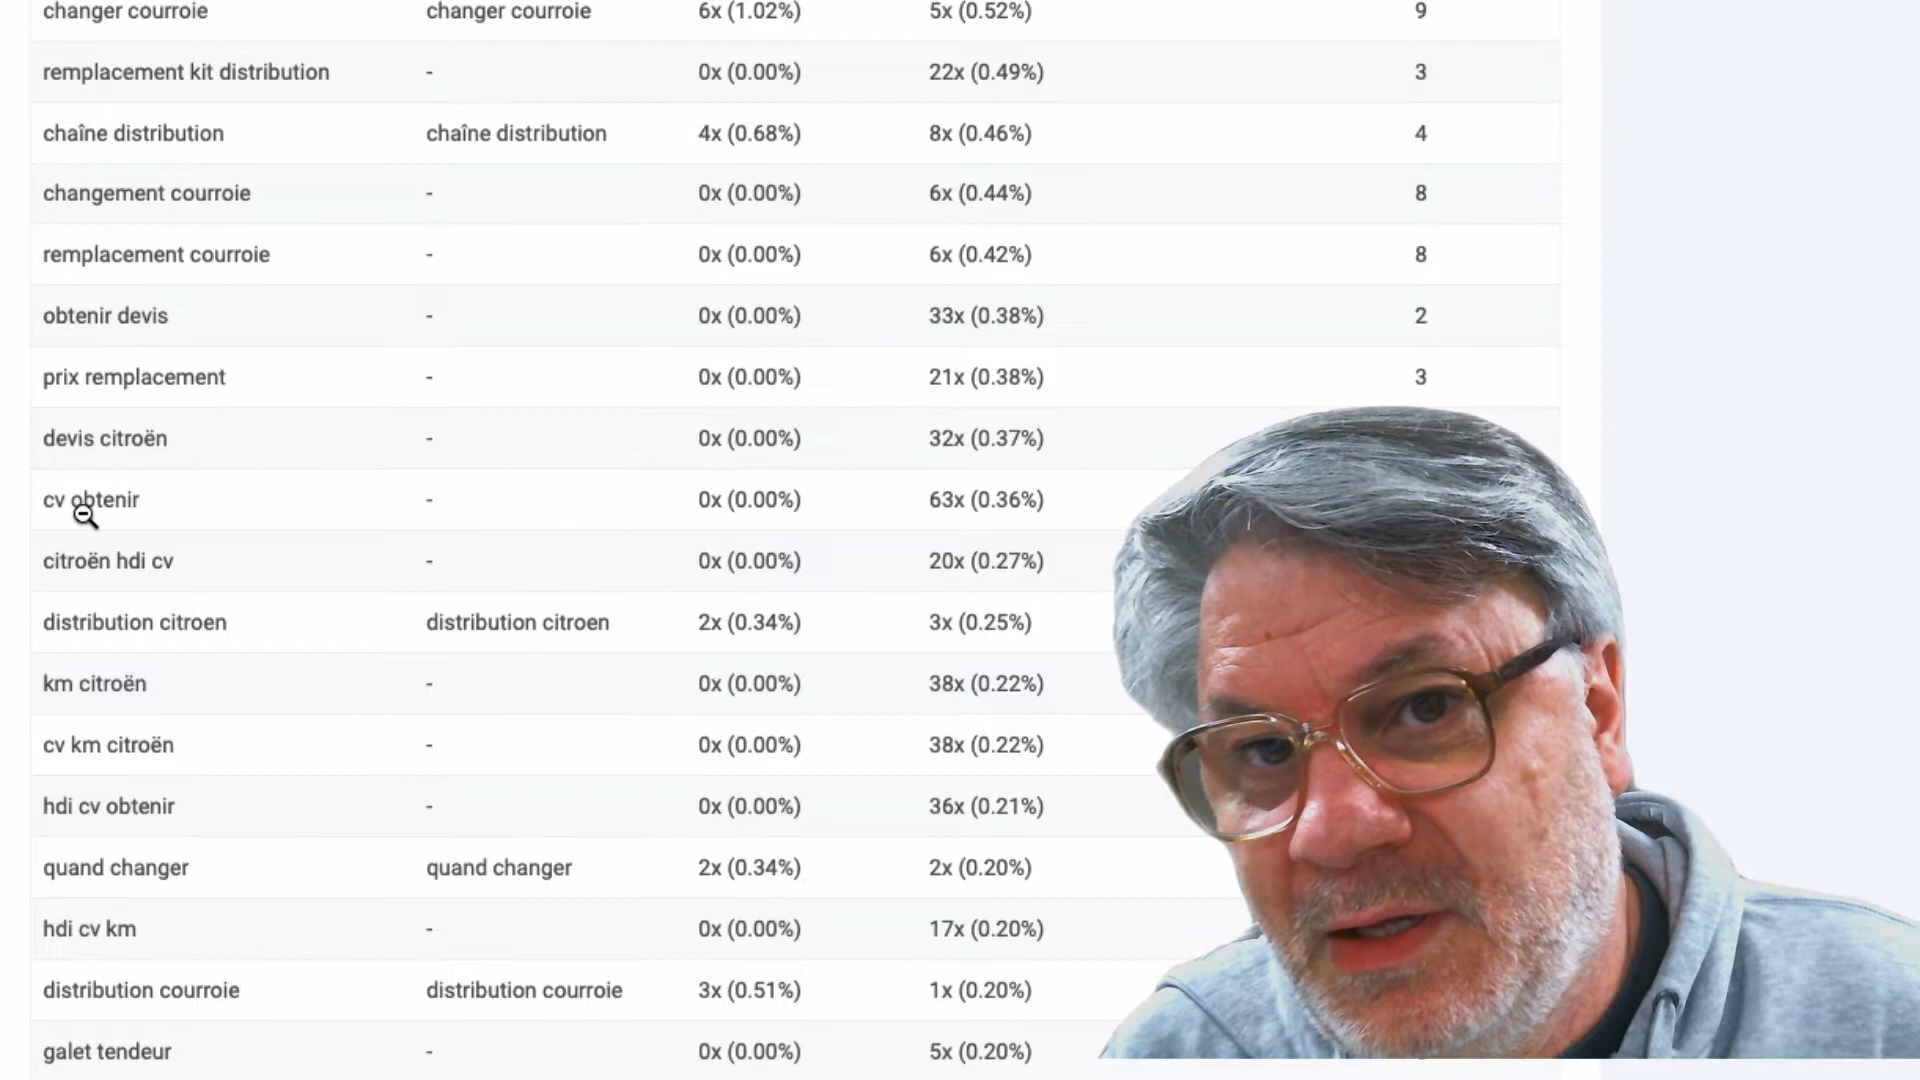 changer courroie changer courroie 6x (1.02%) 5x (0.52%) 9
remplacement kit distribution - 0x (0.00%) 22x (0.49%) 3
chaîne distribution chaîne distribution 4x (0.68%) 8x (0.46%) 4
changement courroie - 0x (0.00%) 6x (0.44%) 8
remplacement courroie - 0x (0.00%) 6x (0.42%) 8
obtenir devis - 0x (0.00%) 33x (0.38%) 2
prix remplacement - 0x (0.00%) 21x (0.38%) 3
devis citroën - 0x (0.00%) 32x (0.37%)
cv obtenir - 0x (0.00%) 63x (0.36%)
citroën hdi cv - 0x (0.00%) 20x (0.27%)
distribution citroen distribution citroen 2x (0.34%) 3x (0.25%)
km citroën - 0x (0.00%) 38x (0.22%)
cv km citroën - 0x (0.00%) 38x (0.22%)
hdi cv obtenir - 0x (0.00%) 36x (0.21%)
quand changer quand changer 2x (0.34%) 2x (0.20%)
hdi cv km - 0x (0.00%) 17x (0.20%)
distribution courroie distribution courroie 3x (0.51%) 1x (0.20%)
galet tendeur - 0x (0.00%) 5x (0.20%)